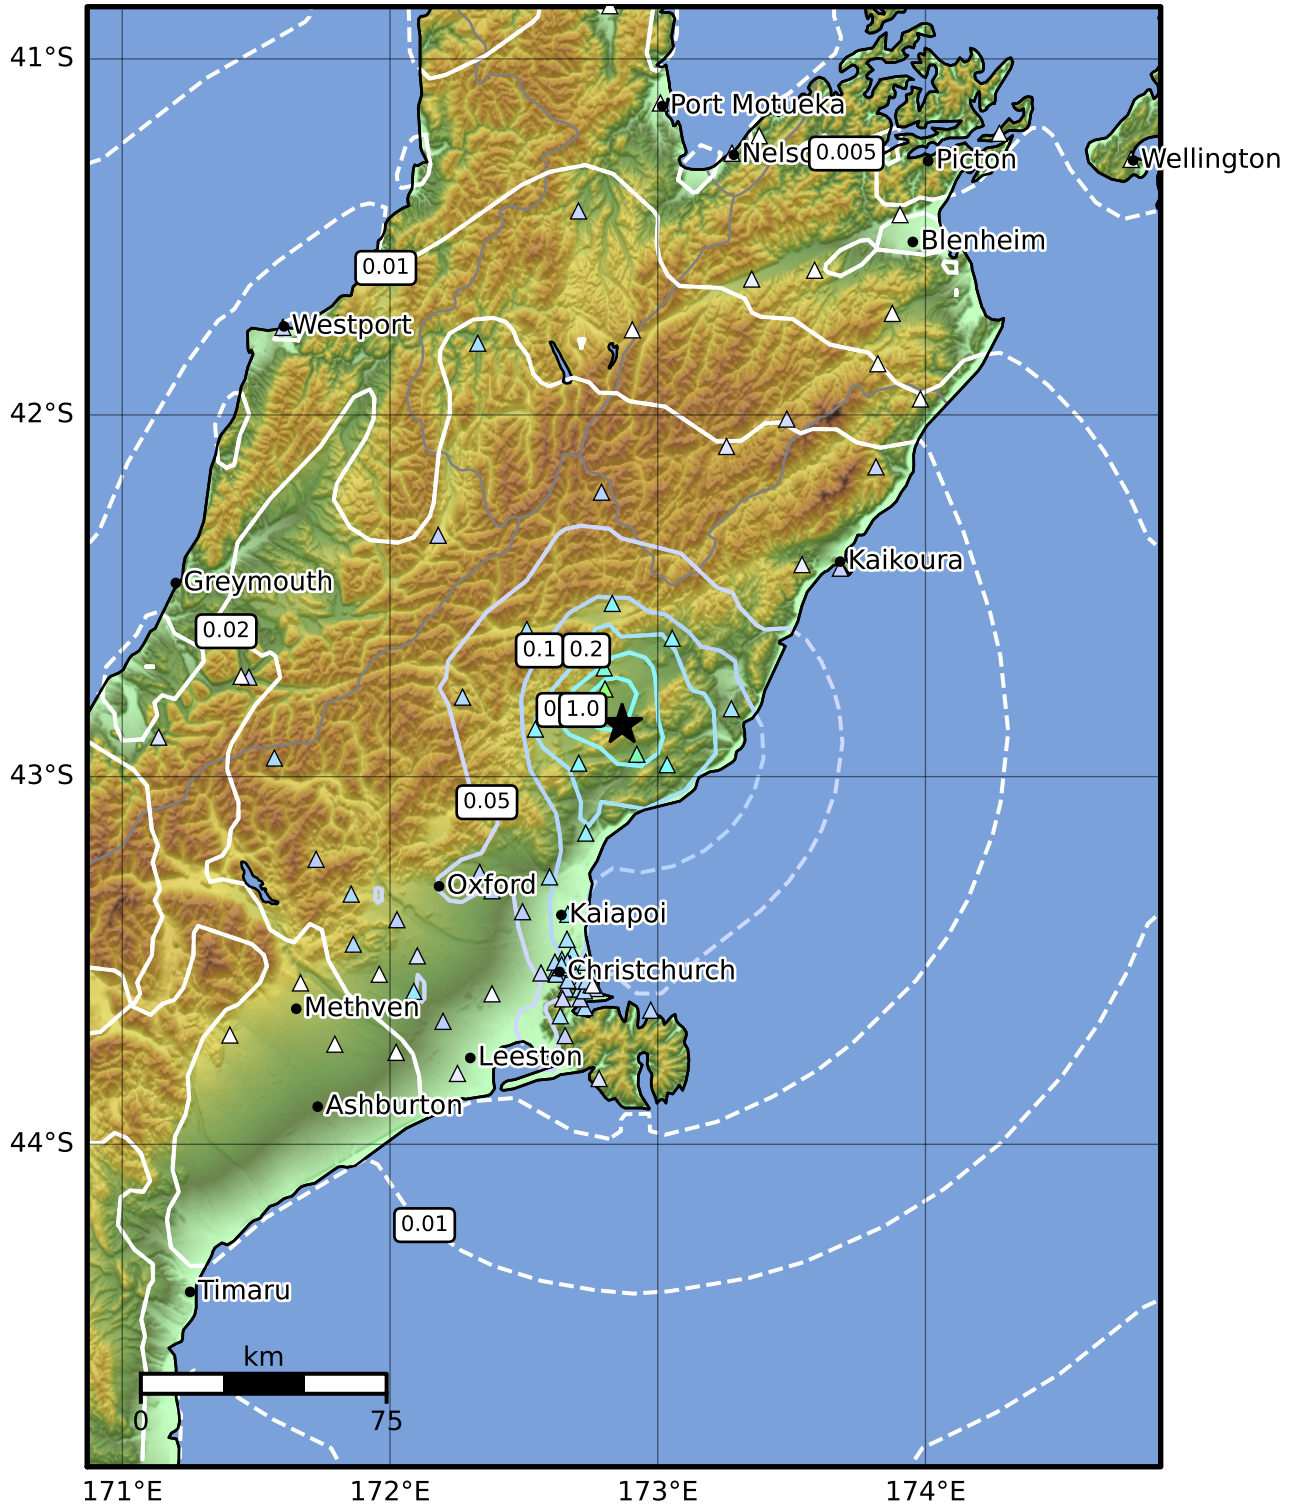 41°S
Port Motueka
Nelso
0.005
Picton
Wellington
Blenheim
0.01
Westport
42°S
Kaikoura
Greymouth
0.02
0.1
0.2
0
1.0
43°S
0.05
Oxford
Kaiapoi
Christchurch
Methven
Leeston
Ashburton
44°S
0.01
Timaru
km
0
75
171°E
172°E
173°E
174°E